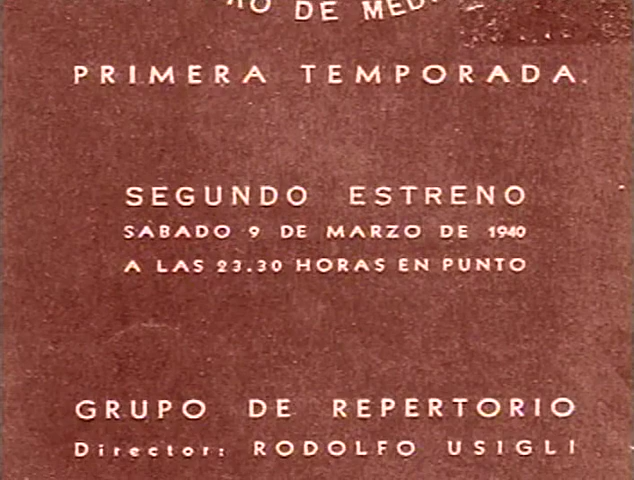 DE
PRIMERA TEMPORADA.
SEGUNDO ESTRENO
SABADO 9 DE MARZO DE 1940
A LAS 23.30 HORAS EN PUNTO
GRUPO DE REPERTORIO
Director: RODOLFO USIGLI